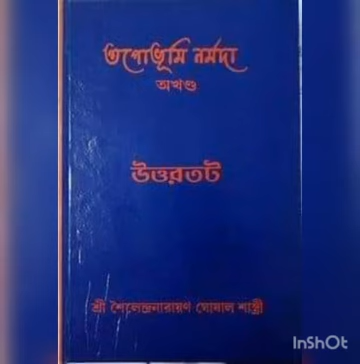 তপোভূমি নর্মদা
অখণ্ড
উত্তরতট
শ্রী শৈলেন্দ্রনারায়ণ ঘোষাল শাস্ত্রী
InShOt